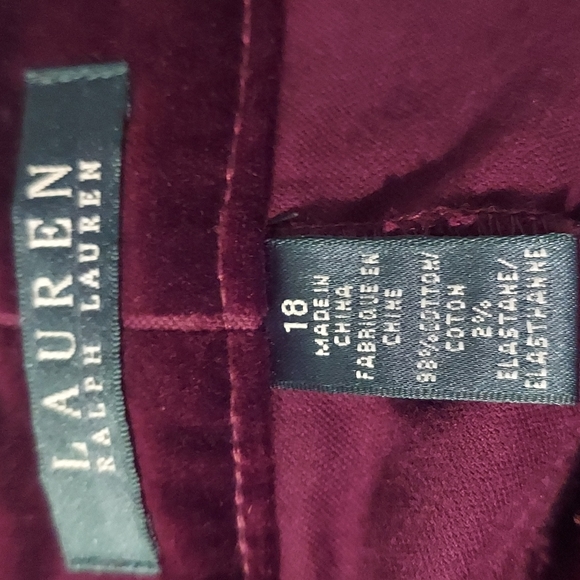 LAUREN
RALPH LAUREN
18
MADE IN
CHINA
FABRIQUE EN
CHINE
98% COTTON/
COTON
2%
ELASTANE/
ELASTHANNE